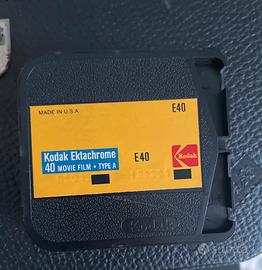 MADE IN U.S.A.
E40
Kodak Ektachrome
40 MOVIE FILM • TYPE A
E40
Kodak